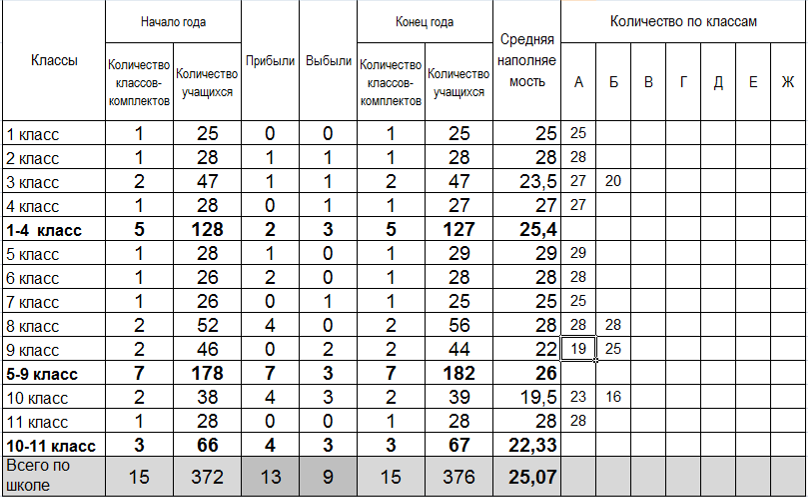 Классы Начало года Прибыли Выбыли Конец года Средняя наполняе мость Количество по классам
Количество классов-комплектов Количество учащихся Количество классов-комплектов Количество учащихся А Б В Г Д Е Ж
1 класс 1 25 0 0 1 25 25 25
2 класс 1 28 1 1 1 28 28 28
3 класс 2 47 1 1 2 47 23,5 27 20
4 класс 1 28 0 1 1 27 27 27
1-4 класс 5 128 2 3 5 127 25,4
5 класс 1 28 1 0 1 29 29 29
6 класс 1 26 2 0 1 28 28 28
7 класс 1 26 0 1 1 25 25 25
8 класс 2 52 4 0 2 56 28 28 28
9 класс 2 46 0 2 2 44 22 19 25
5-9 класс 7 178 7 3 7 182 26
10 класс 2 38 4 3 2 39 19,5 23 16
11 класс 1 28 0 0 1 28 28 28
10-11 класс 3 66 4 3 3 67 22,33
Всего по школе 15 372 13 9 15 376 25,07